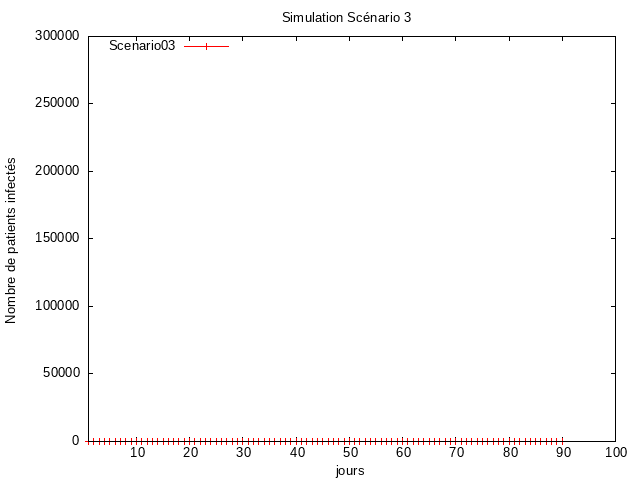 Simulation Scénario 3
Scenario03
300000
250000
200000
150000
100000
50000
0
Nombre de patients infectés
10 20 30 40 50 60 70 80 90 100
jours